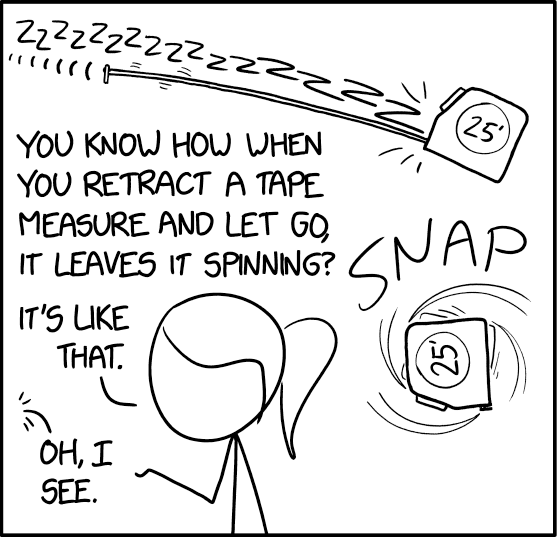 ZZZZZZZZZZZZZZZZ
25'
YOU KNOW HOW WHEN
YOU RETRACT A TAPE
MEASURE AND LET GO,
IT LEAVES IT SPINNING?
SNAP
25'
IT'S LIKE
THAT.
OH, I
SEE.